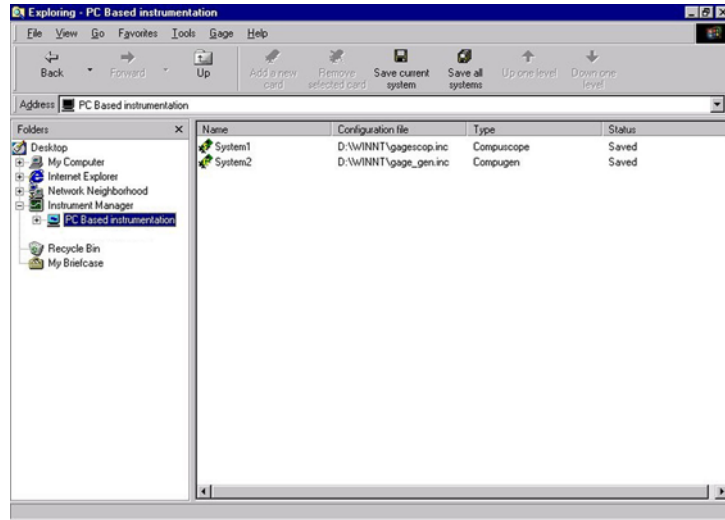 Exploring - PC Based instrumentation
File View Go Favorites Tools Gage Help
Back Forward Up Add a new card Remove selected card Save current system Save all systems Up one level Down one level
Address PC Based instrumentation
Folders
Name Configuration file Type Status
Desktop
My Computer
Internet Explorer
Network Neighborhood
Instrument Manager
PC Based instrumentation
Recycle Bin
My Briefcase
System1 D:\WINNT\gagescop.inc Compuscope Saved
System2 D:\WINNT\gage_gen.inc Compugen Saved